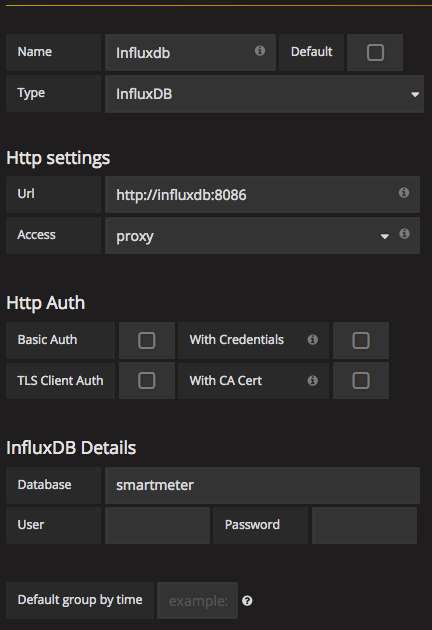 Name Influxdb Default
Type InfluxDB
Http settings
Url http://influxdb:8086
Access proxy
Http Auth
Basic Auth With Credentials
TLS Client Auth With CA Cert
InfluxDB Details
Database smartmeter
User Password
Default group by time example: